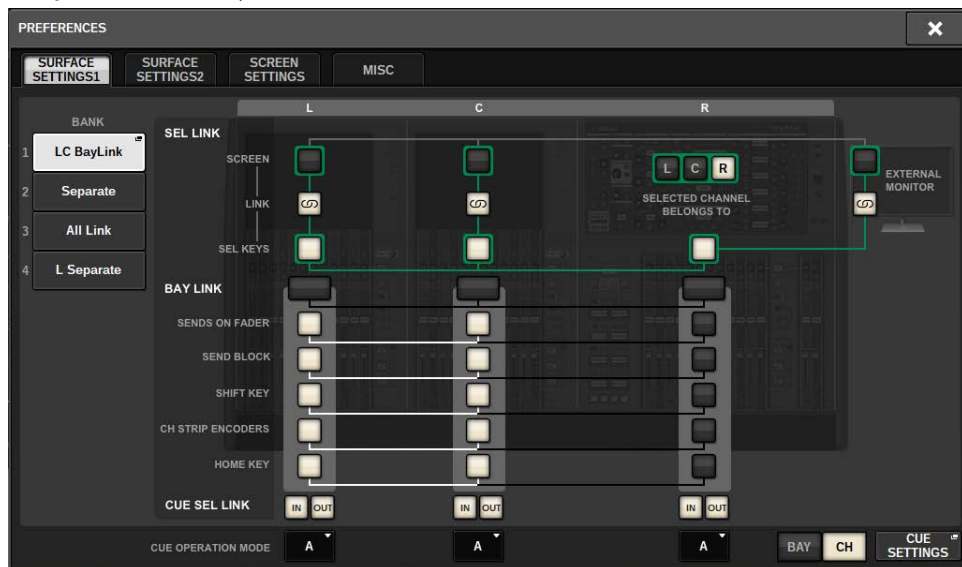 PREFERENCES
SURFACE SETTINGS1
SURFACE SETTINGS2
SCREEN SETTINGS
MISC
L C R
BANK
1 LC BayLink
2 Separate
3 All Link
4 L Separate
SEL LINK
SCREEN
LINK
SEL KEYS
L C R
SELECTED CHANNEL
BELONGS TO
EXTERNAL
MONITOR
BAY LINK
SENDS ON FADER
SEND BLOCK
SHIFT KEY
CH STRIP ENCODERS
HOME KEY
CUE SEL LINK IN OUT IN OUT IN OUT
CUE OPERATION MODE A A A BAY CH
CUE
SETTINGS